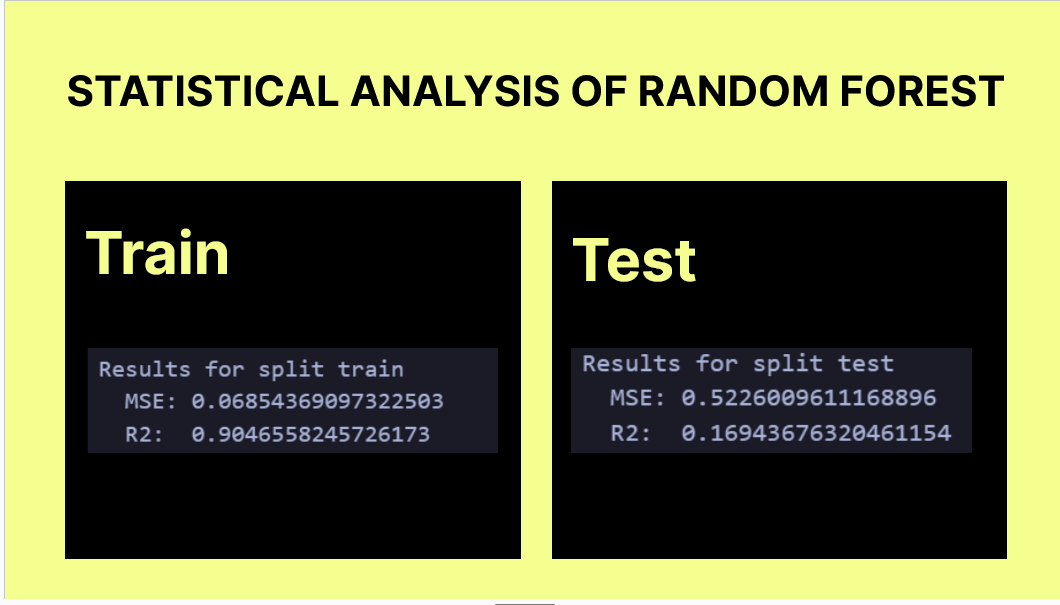 STATISTICAL ANALYSIS OF RANDOM FOREST
Train
Results for split train
MSE: 0.06854369097322503
R2: 0.9046558245726173
Test
Results for split test
MSE: 0.5226009611168896
R2: 0.16943676320461154